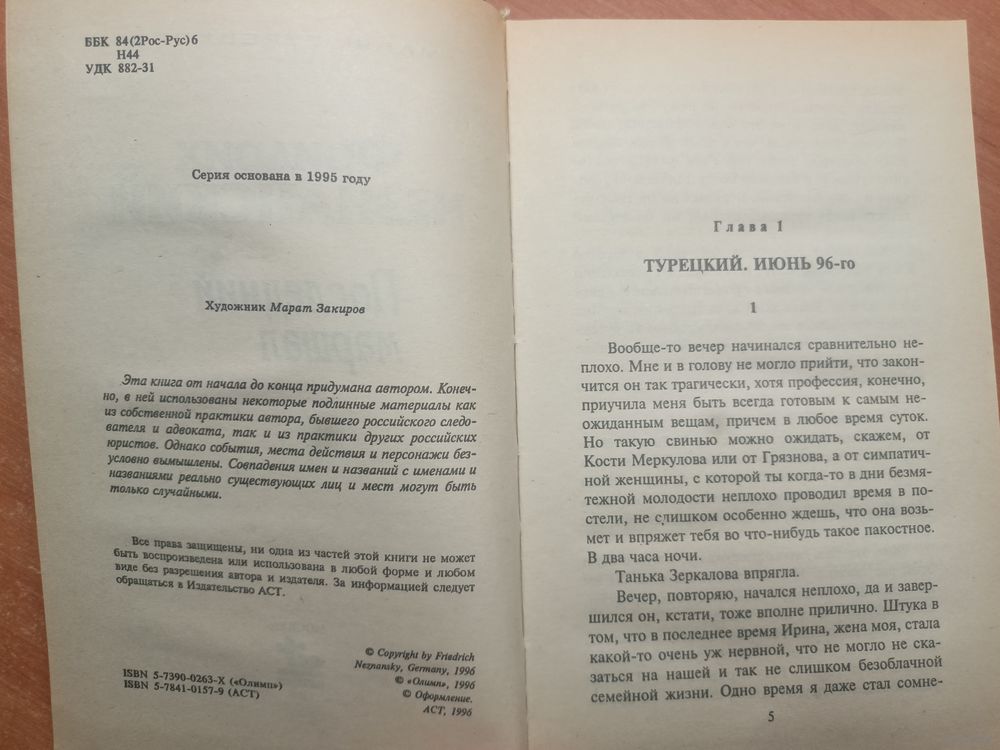 ББК 84(2Рос-Рус)6
Н44
УДК 882-31
Серия основана в 1995 году
Художник Марат Закиров
Эта книга от начала до конца придумана автором. Конеч-
но, в ней использованы некоторые подлинные материалы как
из собственной практики автора, бывшего российского следо-
вателя и адвоката, так и из практики других российских
юристов. Однако события, места действия и персонажи без-
условно вымышлены. Совпадения имен и названий с именами и
названиями реально существующих лиц и мест могут быть
только случайными.
Все права защищены, ни одна из частей этой книги не может
быть воспроизведена или использована в любой форме и любом
виде без разрешения автора и издателя. За информацией следует
обращаться в Издательство АСТ.
© Copyright by Friedrich
Neznansky, Germany, 1996
© «Олимп», 1996
© Оформление.
АСТ, 1996
ISBN 5-7390-0263-X («Олимп»)
ISBN 5-7841-0157-9 (АСТ)
Глава 1
ТУРЕЦКИЙ. ИЮНЬ 96-го
1
Вообще-то вечер начинался сравнительно не-
плохо. Мне и в голову не могло прийти, что закон-
чится он так трагически, хотя профессия, конечно,
приучила меня быть всегда готовым к самым не-
ожиданным вещам, причем в любое время суток.
Но такую свинью можно ожидать, скажем, от
Кости Меркулова или от Грязнова, а от симпатич-
ной женщины, с которой ты когда-то в дни безмя-
тежной молодости неплохо проводил время в по-
стели, не слишком особенно ждешь, что она возь-
мет и впряжет тебя во что-нибудь такое пакостное.
В два часа ночи.
Танька Зеркалова впрягла.
Вечер, повторяю, начался неплохо, да и завер-
шился он, кстати, тоже вполне прилично. Штука в
том, что в последнее время Ирина, жена моя, стала
какой-то очень уж нервной, что не могло не ска-
заться на нашей и так не слишком безоблачной
семейной жизни. Одно время я даже стал сомне-
5